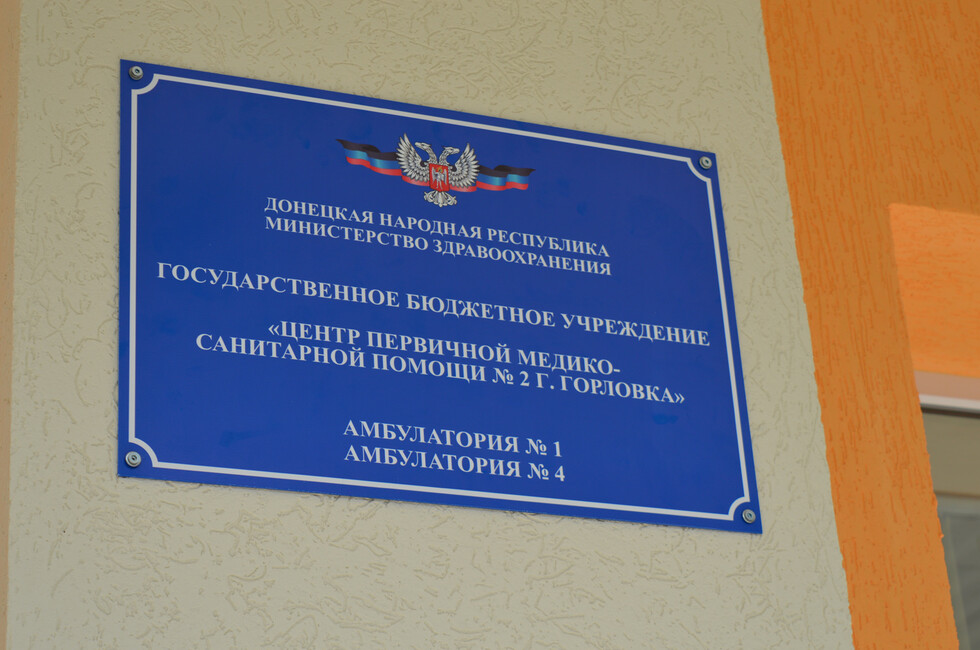 ДОНЕЦКАЯ НАРОДНАЯ РЕСПУБЛИКА
МИНИСТЕРСТВО ЗДРАВООХРАНЕНИЯ
ГОСУДАРСТВЕННОЕ БЮДЖЕТНОЕ УЧРЕЖДЕНИЕ
«ЦЕНТР ПЕРВИЧНОЙ МЕДИКО-
САНИТАРНОЙ ПОМОЩИ № 2 Г. ГОРЛОВКА»
АМБУЛАТОРИЯ № 1
АМБУЛАТОРИЯ № 4